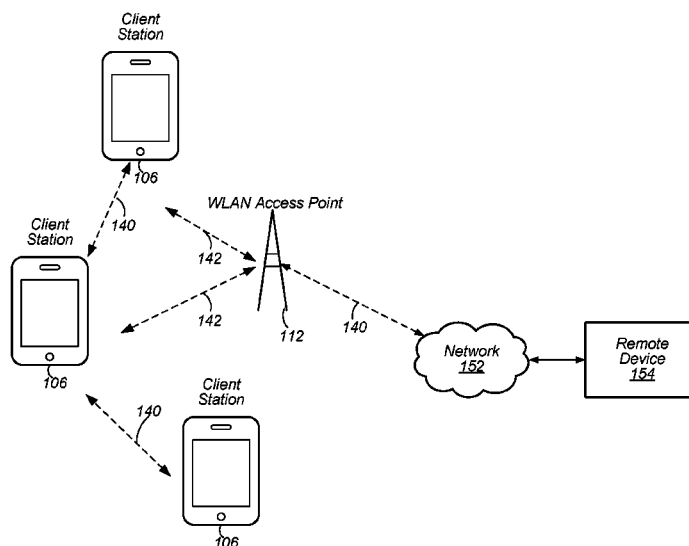 Client
Station
106
140
WLAN Access Point
142
Client
Station
106
142
112
140
Network
152
Remote
Device
154
140
Client
Station
106